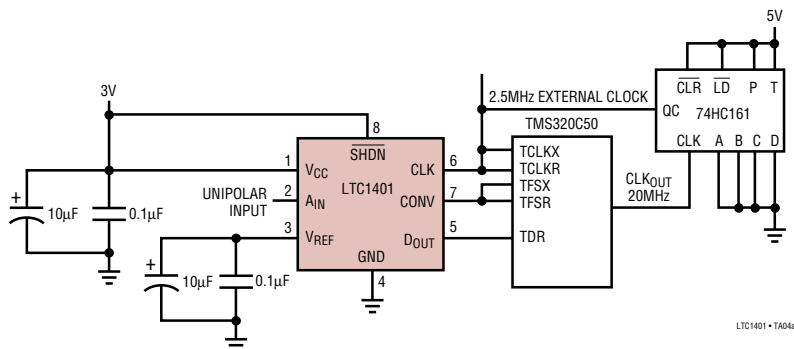 5V
CLR LD P T
QC 74HC161
CLK A B C D
3V
2.5MHz EXTERNAL CLOCK
TMS320C50
8
SHDN
1 VCC CLK 6
LTC1401
UNIPOLAR
INPUT
2 AIN CONV 7
3 VREF DOUT 5
GND
4
TCLKX
TCLKR
TFSX
TFSR
TDR
CLKOUT
20MHz
+
10µF
0.1µF
+
10µF
0.1µF
LTC1401 • TA04a